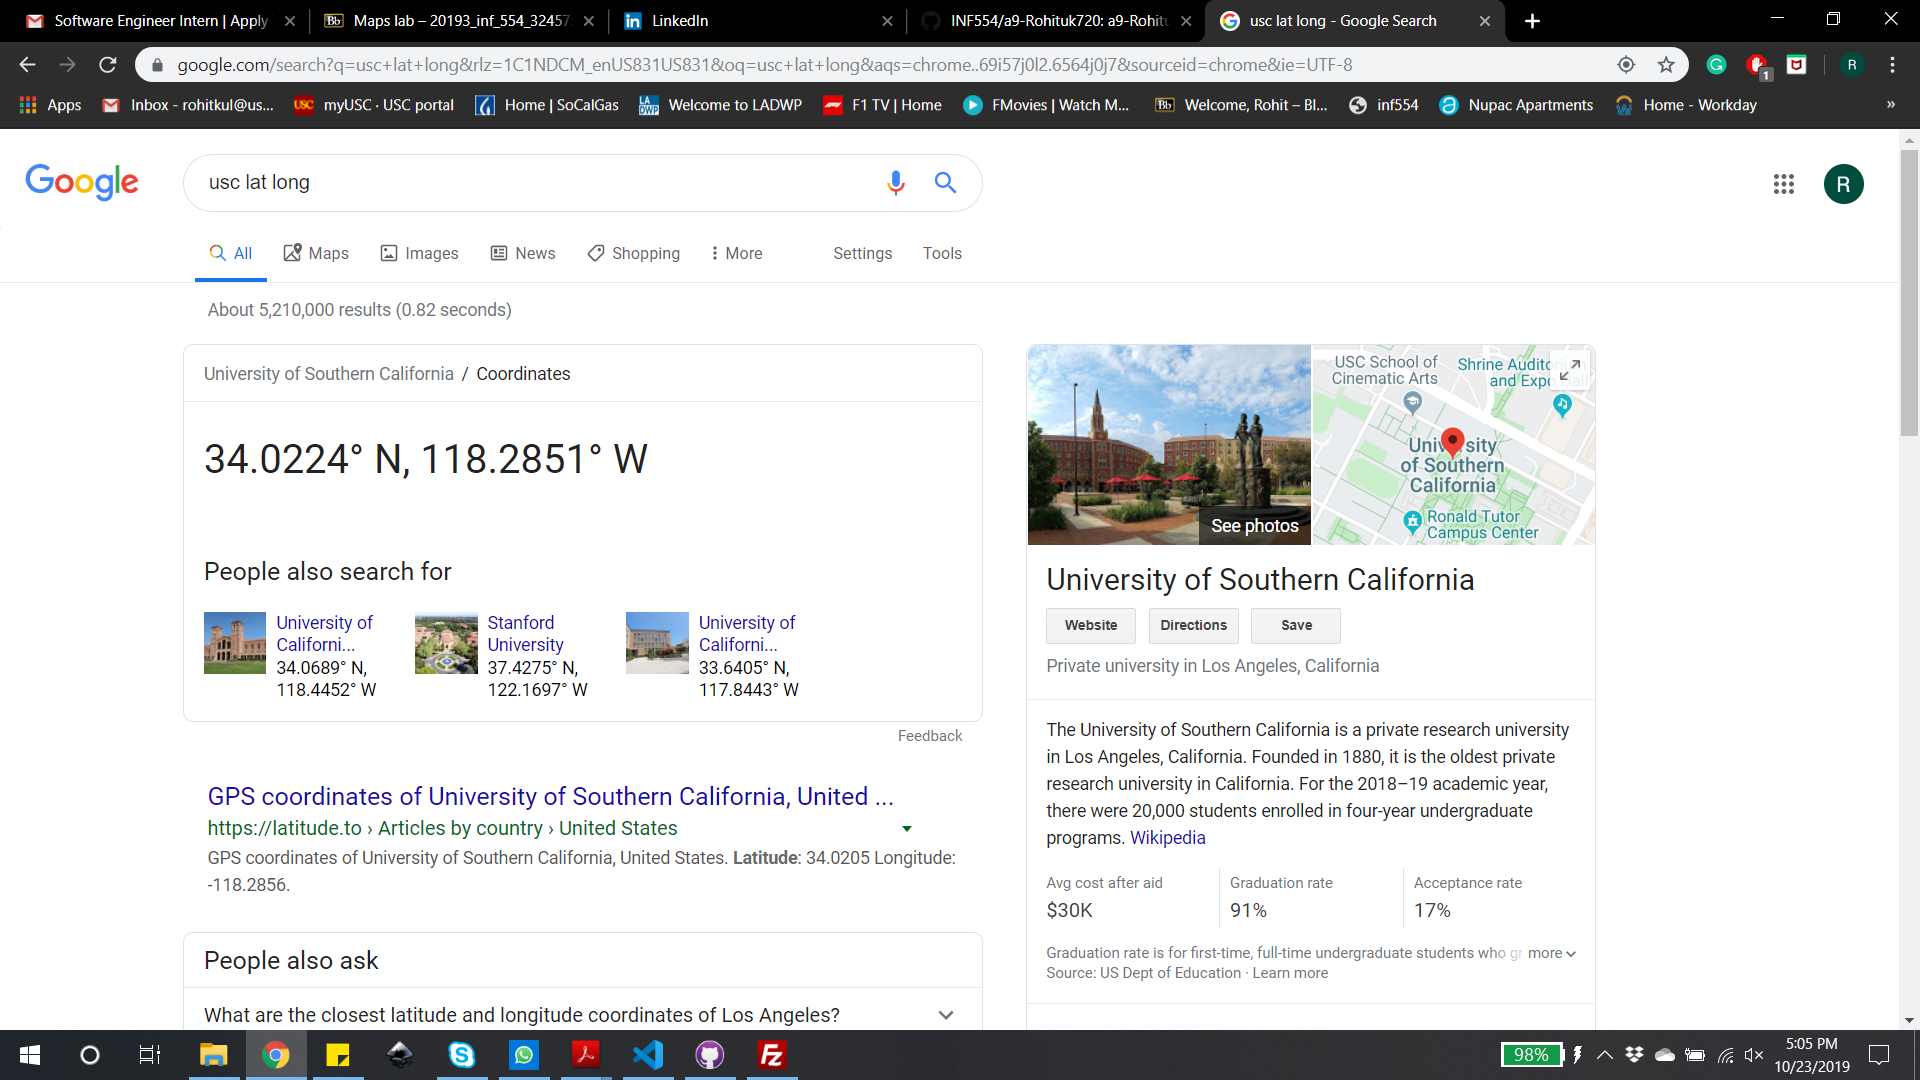 Software Engineer Intern | Apply
Maps lab – 20193_inf_554_3245
LinkedIn
INF554/a9-Rohituk720: a9-Rohitu
usc lat long - Google Search
google.com/search?q=usc+lat+long&rlz=1C1NDCM_enUS831US831&oq=usc+lat+long&aqs=chrome..69i57j0l2.6564j0j7&sourceid=chrome&ie=UTF-8
1
R
Apps
Inbox - rohitkul@us...
USC myUSC · USC portal
Home | SoCalGas
LA DWP Welcome to LADWP
F1 TV | Home
FMovies | Watch M...
Bb Welcome, Rohit – Bl...
inf554
Nupac Apartments
Home - Workday
»
Google
usc lat long
R
All
Maps
Images
News
Shopping
More
Settings
Tools
About 5,210,000 results (0.82 seconds)
University of Southern California / Coordinates
34.0224° N, 118.2851° W
People also search for
University of
Californi...
34.0689° N,
118.4452° W
Stanford
University
37.4275° N,
122.1697° W
University of
Californi...
33.6405° N,
117.8443° W
Feedback
GPS coordinates of University of Southern California, United ...
https://latitude.to › Articles by country › United States
GPS coordinates of University of Southern California, United States. Latitude: 34.0205 Longitude:
-118.2856.
People also ask
What are the closest latitude and longitude coordinates of Los Angeles?
See photos
USC School of
Cinematic Arts
Shrine Auditorium
and Expo Hall
University
of Southern
California
Ronald Tutor
Campus Center
University of Southern California
Website
Directions
Save
Private university in Los Angeles, California
The University of Southern California is a private research university
in Los Angeles, California. Founded in 1880, it is the oldest private
research university in California. For the 2018–19 academic year,
there were 20,000 students enrolled in four-year undergraduate
programs. Wikipedia
Avg cost after aid
$30K
Graduation rate
91%
Acceptance rate
17%
Graduation rate is for first-time, full-time undergraduate students who gr more
Source: US Dept of Education · Learn more
98%
5:05 PM
10/23/2019